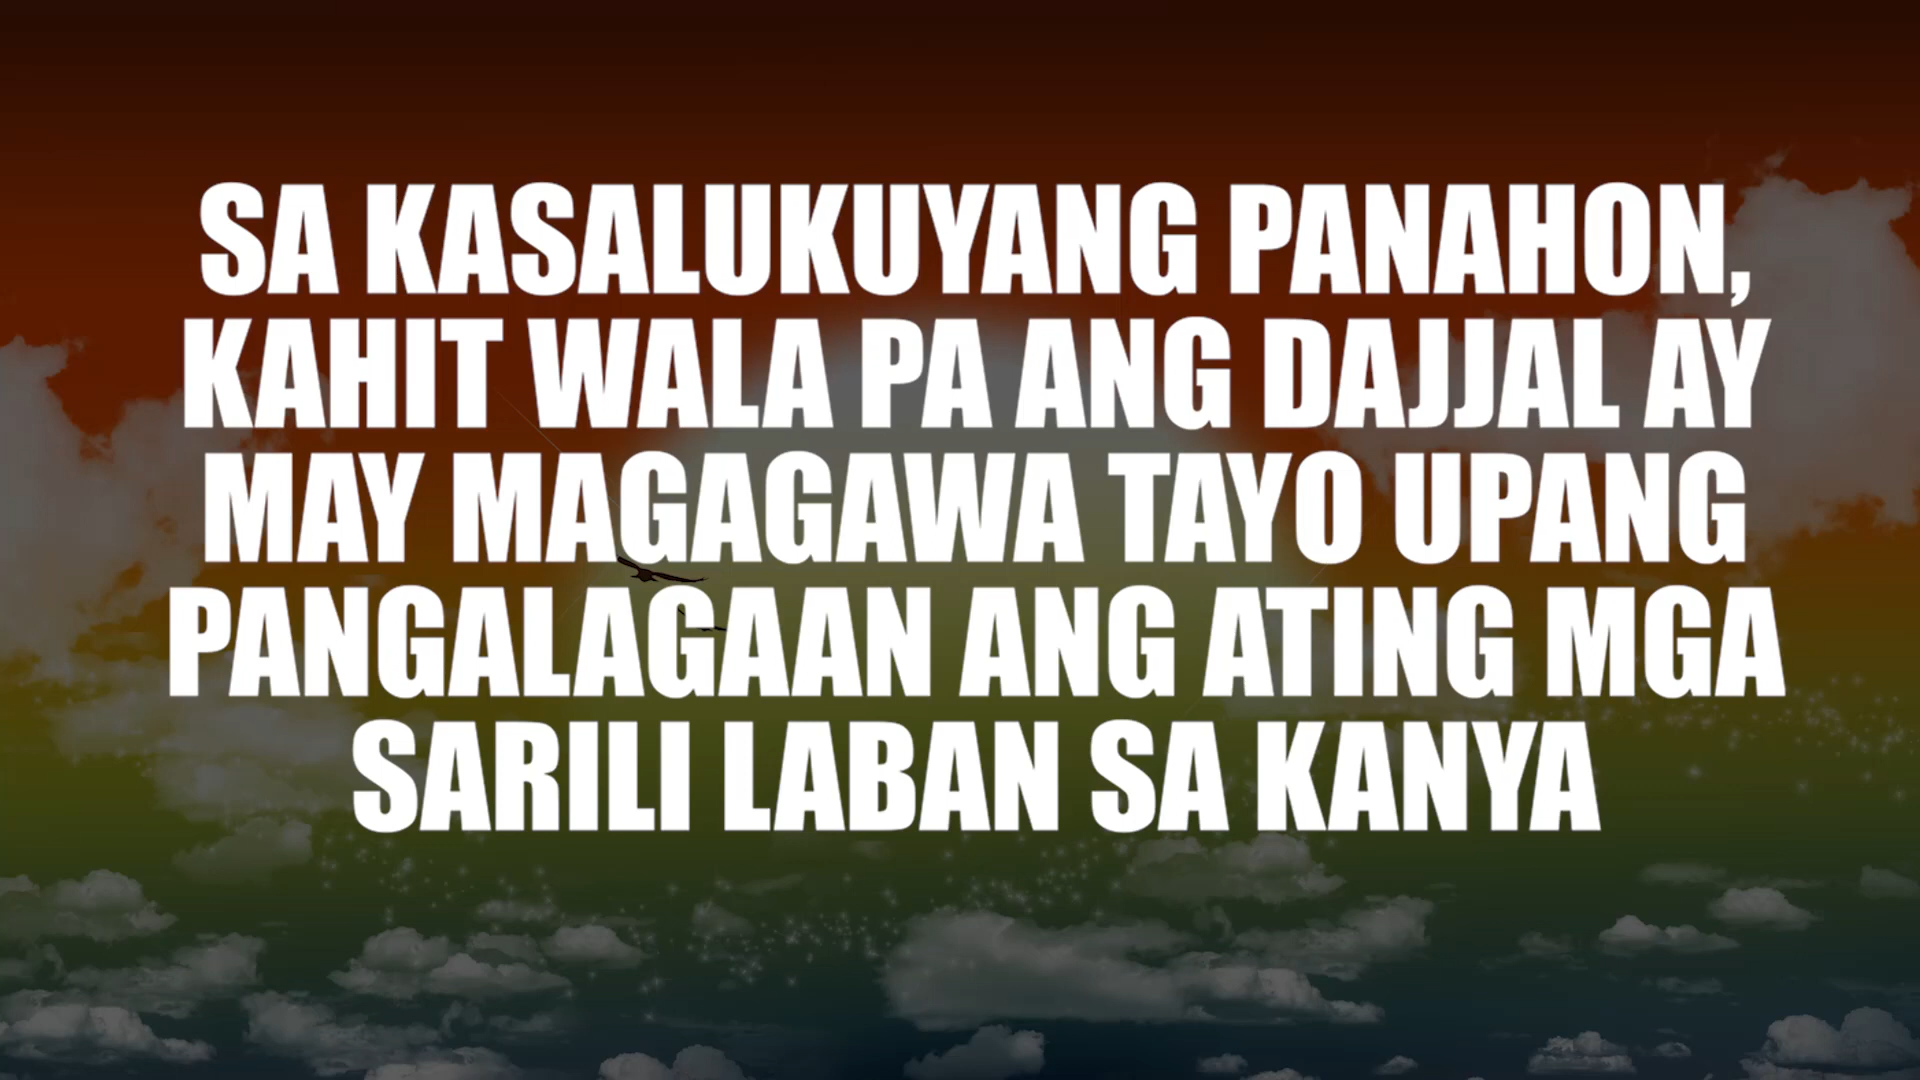 SA KASALUKUYANG PANAHON,
KAHIT WALA PA ANG DAJJAL AY
MAY MAGAGAWA TAYO UPANG
PANGALAGAAN ANG ATING MGA
SARILI LABAN SA KANYA